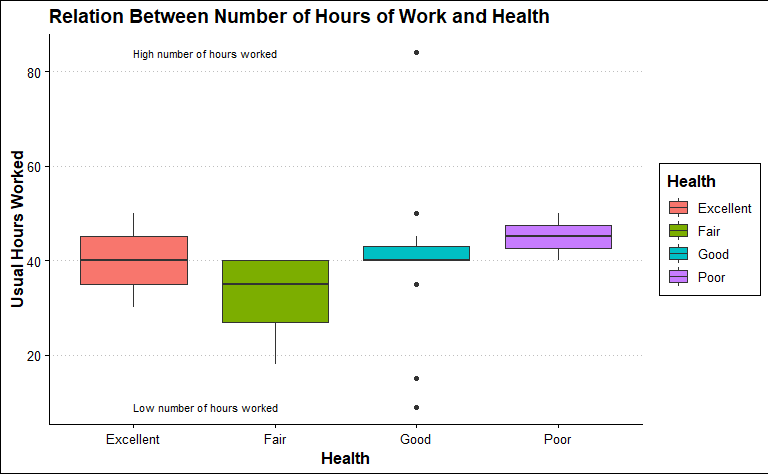 Relation Between Number of Hours of Work and Health
High number of hours worked
80
60
40
20
Usual Hours Worked
Low number of hours worked
Excellent
Fair
Good
Poor
Health
Health
Excellent
Fair
Good
Poor